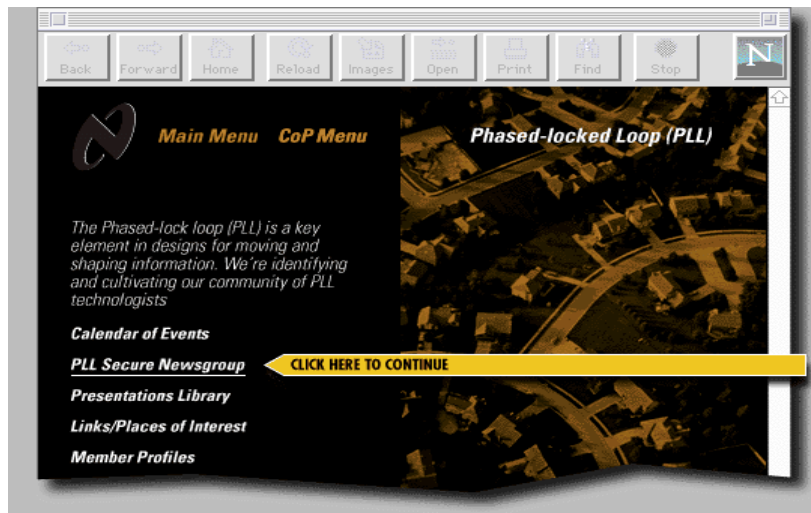 Back Forward Home Reload Images Open Print Find Stop N
Main Menu CoP Menu Phased-locked Loop (PLL)
The Phased-lock loop (PLL) is a key
element in designs for moving and
shaping information. We're identifying
and cultivating our community of PLL
technologists
Calendar of Events
PLL Secure Newsgroup CLICK HERE TO CONTINUE
Presentations Library
Links/Places of Interest
Member Profiles